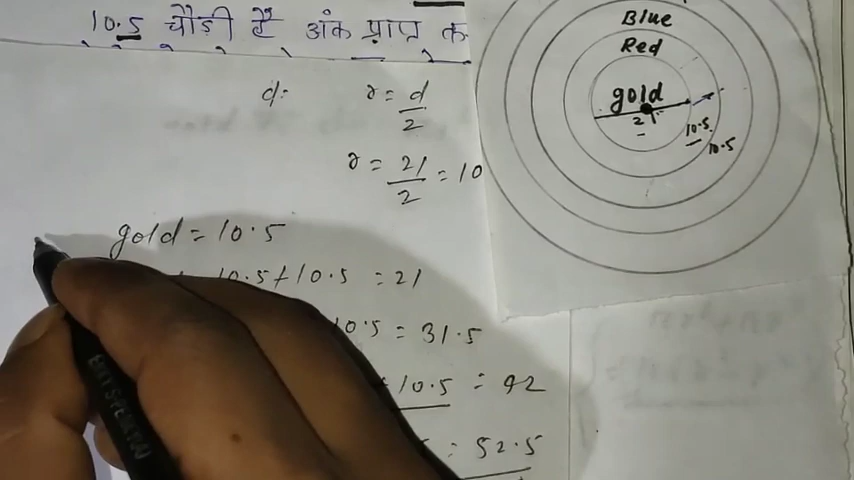 10.5 चौड़ी है अंक प्राप्त क
Blue
Red
gold
21
10.5
10.5
d= r = d/2
r = 21/2 = 10
gold = 10.5
10.5+10.5 = 21
10.5 = 31.5
+10.5 = 42
5 = 52.5